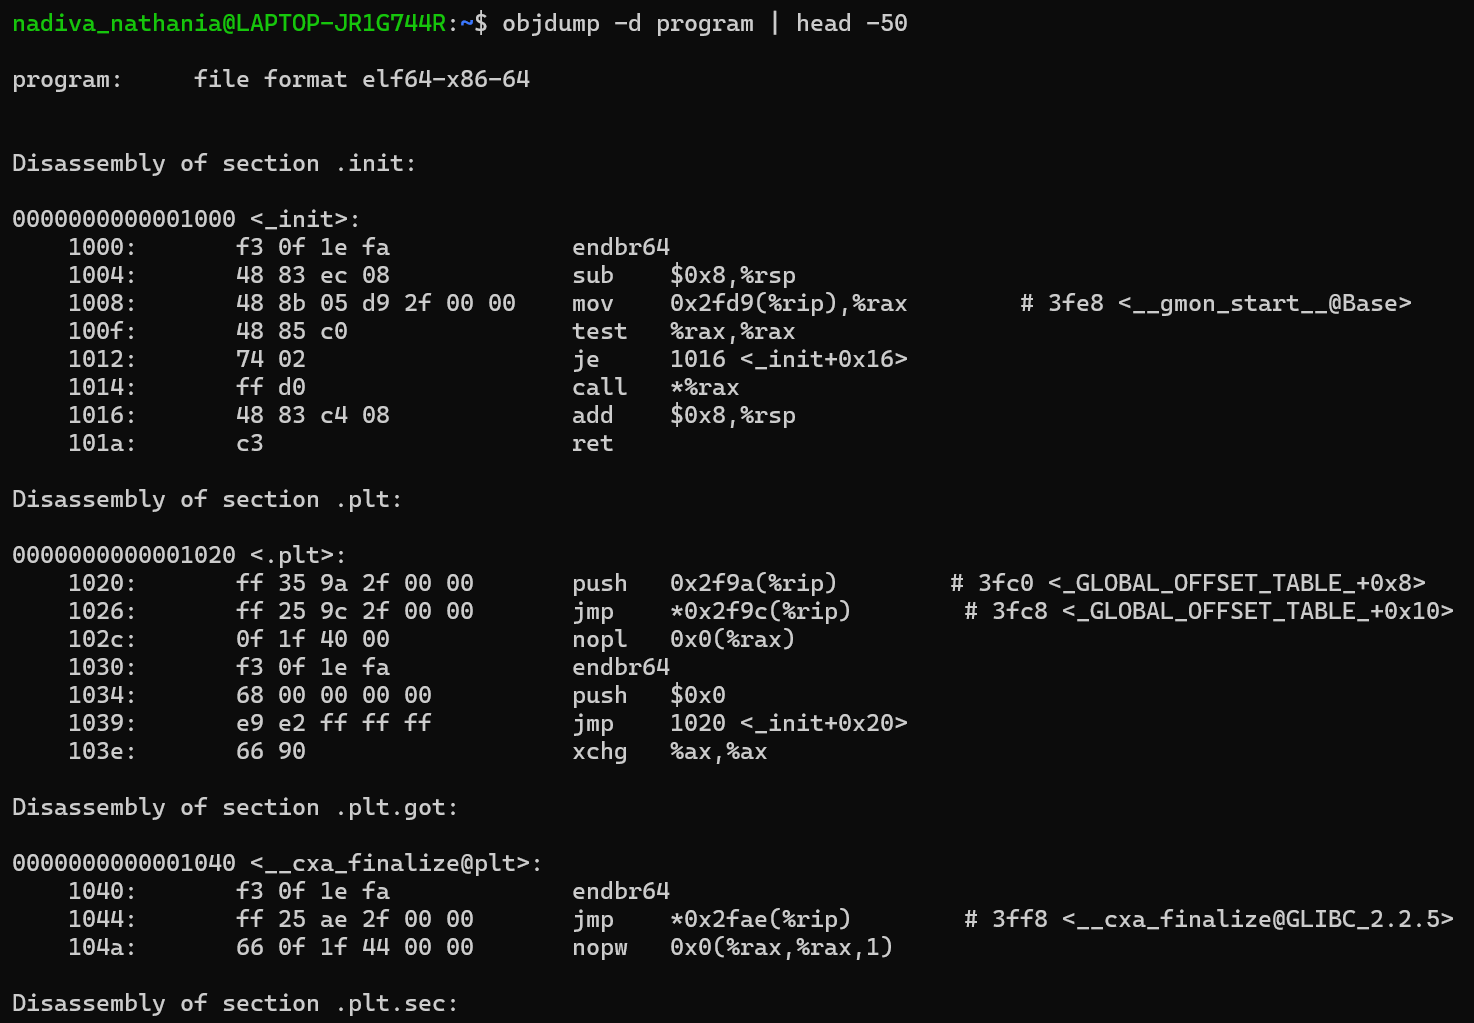 nadiva_nathania@LAPTOP-JR1G744R:~$ objdump -d program | head -50
program:     file format elf64-x86-64
Disassembly of section .init:
0000000000001000 <_init>:
    1000:       f3 0f 1e fa             endbr64
    1004:       48 83 ec 08             sub    $0x8,%rsp
    1008:       48 8b 05 d9 2f 00 00    mov    0x2fd9(%rip),%rax        # 3fe8 <__gmon_start__@Base>
    100f:       48 85 c0                test   %rax,%rax
    1012:       74 02                   je     1016 <_init+0x16>
    1014:       ff d0                   call   *%rax
    1016:       48 83 c4 08             add    $0x8,%rsp
    101a:       c3                      ret
Disassembly of section .plt:
0000000000001020 <.plt>:
    1020:       ff 35 9a 2f 00 00       push   0x2f9a(%rip)        # 3fc0 <_GLOBAL_OFFSET_TABLE_+0x8>
    1026:       ff 25 9c 2f 00 00       jmp    *0x2f9c(%rip)        # 3fc8 <_GLOBAL_OFFSET_TABLE_+0x10>
    102c:       0f 1f 40 00             nopl   0x0(%rax)
    1030:       f3 0f 1e fa             endbr64
    1034:       68 00 00 00 00          push   $0x0
    1039:       e9 e2 ff ff ff          jmp    1020 <_init+0x20>
    103e:       66 90                   xchg   %ax,%ax
Disassembly of section .plt.got:
0000000000001040 <__cxa_finalize@plt>:
    1040:       f3 0f 1e fa             endbr64
    1044:       ff 25 ae 2f 00 00       jmp    *0x2fae(%rip)        # 3ff8 <__cxa_finalize@GLIBC_2.2.5>
    104a:       66 0f 1f 44 00 00       nopw   0x0(%rax,%rax,1)
Disassembly of section .plt.sec: